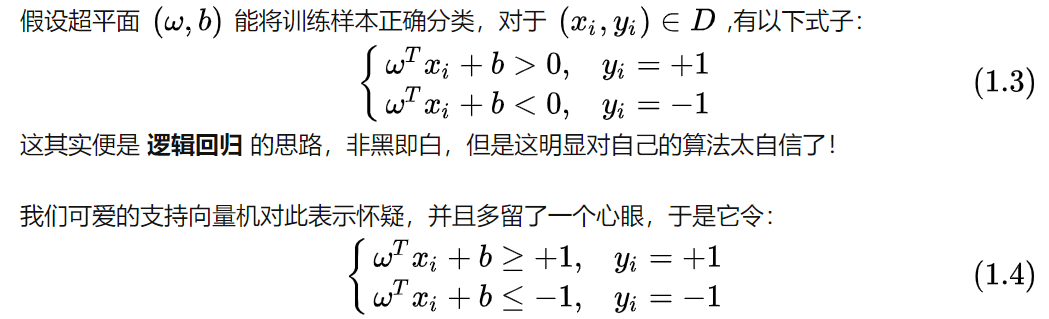 假设超平面 (ω, b) 能将训练样本正确分类，对于 (xᵢ, yᵢ) ∈ D ,有以下式子：
{ ωᵀxᵢ + b > 0, yᵢ = +1
{ ωᵀxᵢ + b < 0, yᵢ = −1
(1.3)
这其实便是 逻辑回归 的思路，非黑即白，但是这明显对自己的算法太自信了！
我们可爱的支持向量机对此表示怀疑，并且多留了一个心眼，于是它令：
{ ωᵀxᵢ + b ≥ +1, yᵢ = +1
{ ωᵀxᵢ + b ≤ −1, yᵢ = −1
(1.4)